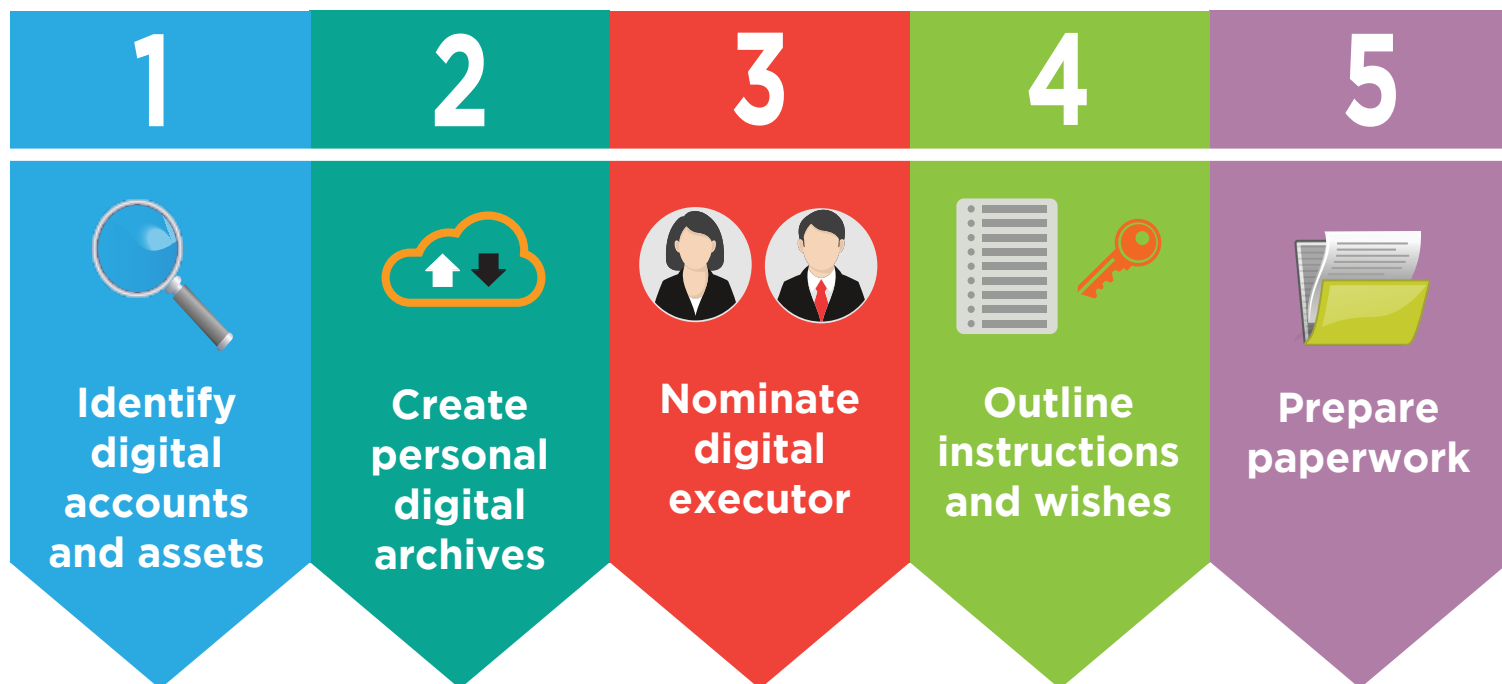 1
2
3
4
5
Identify
digital
accounts
and assets
Create
personal
digital
archives
Nominate
digital
executor
Outline
instructions
and wishes
Prepare
paperwork